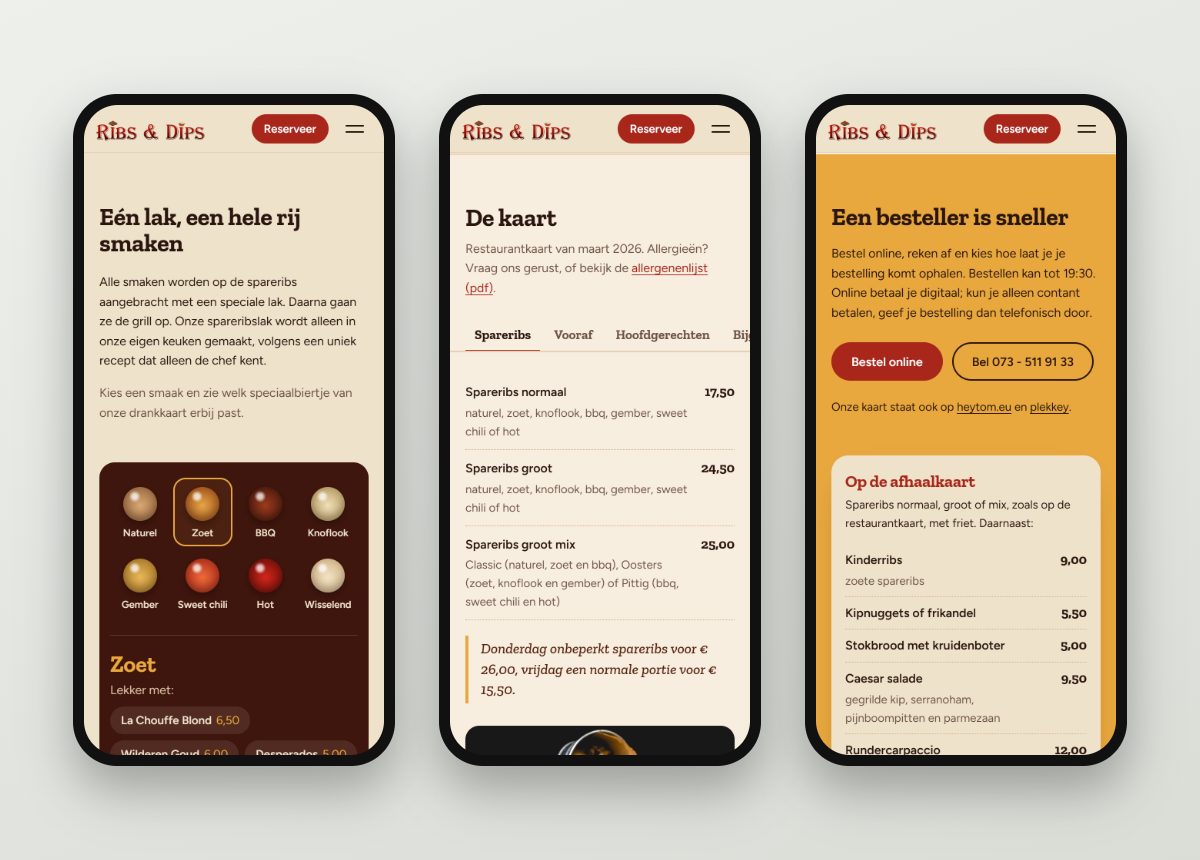 Ribs & Dips
Reserveer
Eén lak, een hele rij
smaken
Alle smaken worden op de spareribs
aangebracht met een speciale lak. Daarna gaan
ze de grill op. Onze spareribslak wordt alleen in
onze eigen keuken gemaakt, volgens een uniek
recept dat alleen de chef kent.
Kies een smaak en zie welk speciaalbiertje van
onze drankkaart erbij past.
Naturel Zoet BBQ Knoflook
Gember Sweet chili Hot Wisselend
Zoet
Lekker met:
La Chouffe Blond 6,50
Wilderen Goud 6,00 Desperados 5,00
Ribs & Dips
Reserveer
De kaart
Restaurantkaart van maart 2026. Allergieën?
Vraag ons gerust, of bekijk de allergenenlijst
(pdf).
Spareribs Vooraf Hoofdgerechten
Spareribs normaal 17,50
naturel, zoet, knoflook, bbq, gember, sweet
chili of hot
Spareribs groot 24,50
naturel, zoet, knoflook, bbq, gember, sweet
chili of hot
Spareribs groot mix 25,00
Classic (naturel, zoet en bbq), Oosters
(zoet, knoflook en gember) of Pittig (bbq,
sweet chili en hot)
Donderdag onbeperkt spareribs voor €
26,00, vrijdag een normale portie voor €
15,50.
Ribs & Dips
Reserveer
Een besteller is sneller
Bestel online, reken af en kies hoe laat je je
bestelling komt ophalen. Bestellen kan tot 19:30.
Online betaal je digitaal; kun je alleen contant
betalen, geef je bestelling dan telefonisch door.
Bestel online Bel 073 - 511 91 33
Onze kaart staat ook op heytom.eu en plekkey.
Op de afhaalkaart
Spareribs normaal, groot of mix, zoals op de
restaurantkaart, met friet. Daarnaast:
Kinderribs 9,00
zoete spareribs
Kipnuggets of frikandel 5,50
Stokbrood met kruidenboter 5,00
Caesar salade 9,50
gegrilde kip, serranoham,
pijnboompitten en parmezaan
Rundercarpaccio 12,00